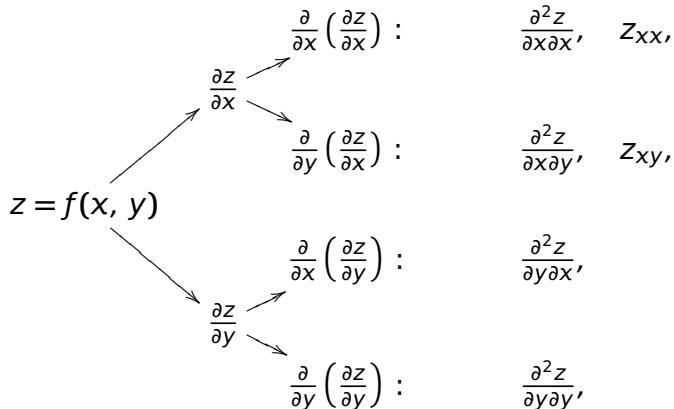 ∂/∂x (∂z/∂x) : ∂²z/∂x∂x, z_xx,
∂z/∂x
∂/∂y (∂z/∂x) : ∂²z/∂x∂y, z_xy,
z = f(x, y)
∂/∂x (∂z/∂y) : ∂²z/∂y∂x,
∂z/∂y
∂/∂y (∂z/∂y) : ∂²z/∂y∂y,